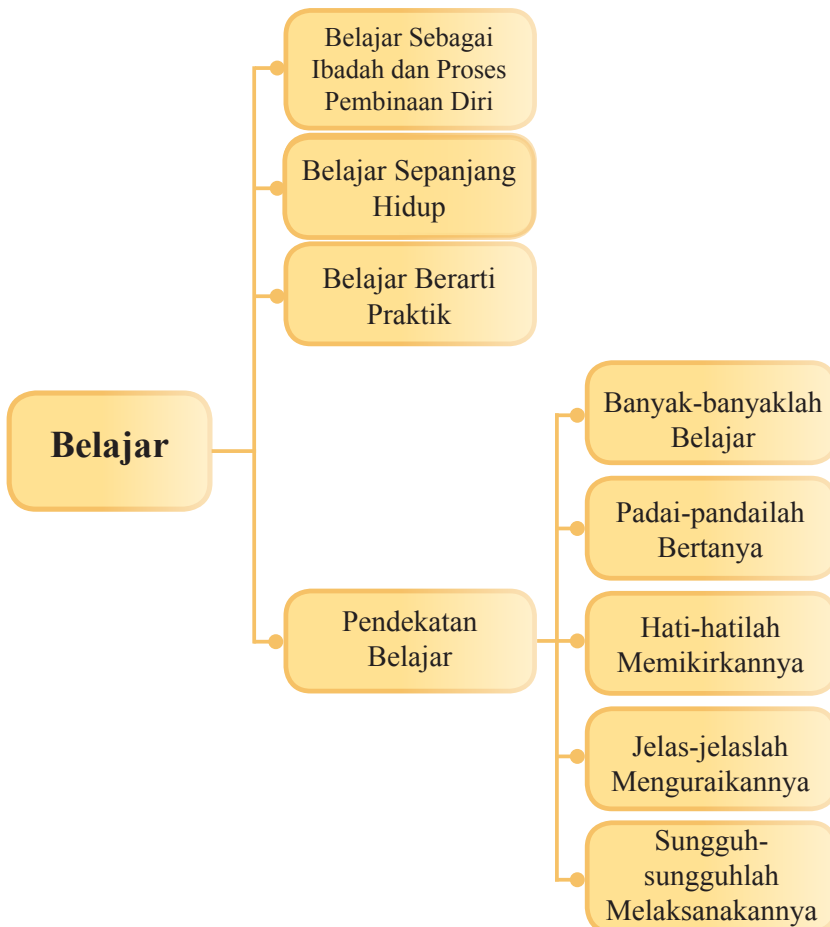 Belajar Sebagai
Ibadah dan Proses
Pembinaan Diri
Belajar Sepanjang
Hidup
Belajar Berarti
Praktik
Belajar
Pendekatan
Belajar
Banyak-banyaklah
Belajar
Padai-pandailah
Bertanya
Hati-hatilah
Memikirkannya
Jelas-jelaslah
Menguraikannya
Sungguh-
sungguhlah
Melaksanakannya